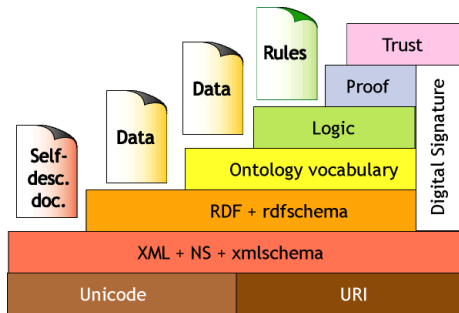 Trust
Rules
Proof
Data
Data
Logic
Digital Signature
Self-
desc.
doc.
Ontology vocabulary
RDF + rdfschema
XML + NS + xmlschema
Unicode
URI